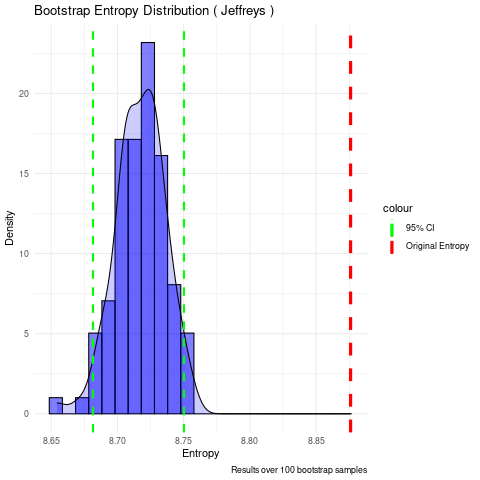 Bootstrap Entropy Distribution ( Jeffreys )
Density
20
15
10
5
0
8.65 8.70 8.75 8.80 8.85
Entropy
colour
95% CI
Original Entropy
Results over 100 bootstrap samples